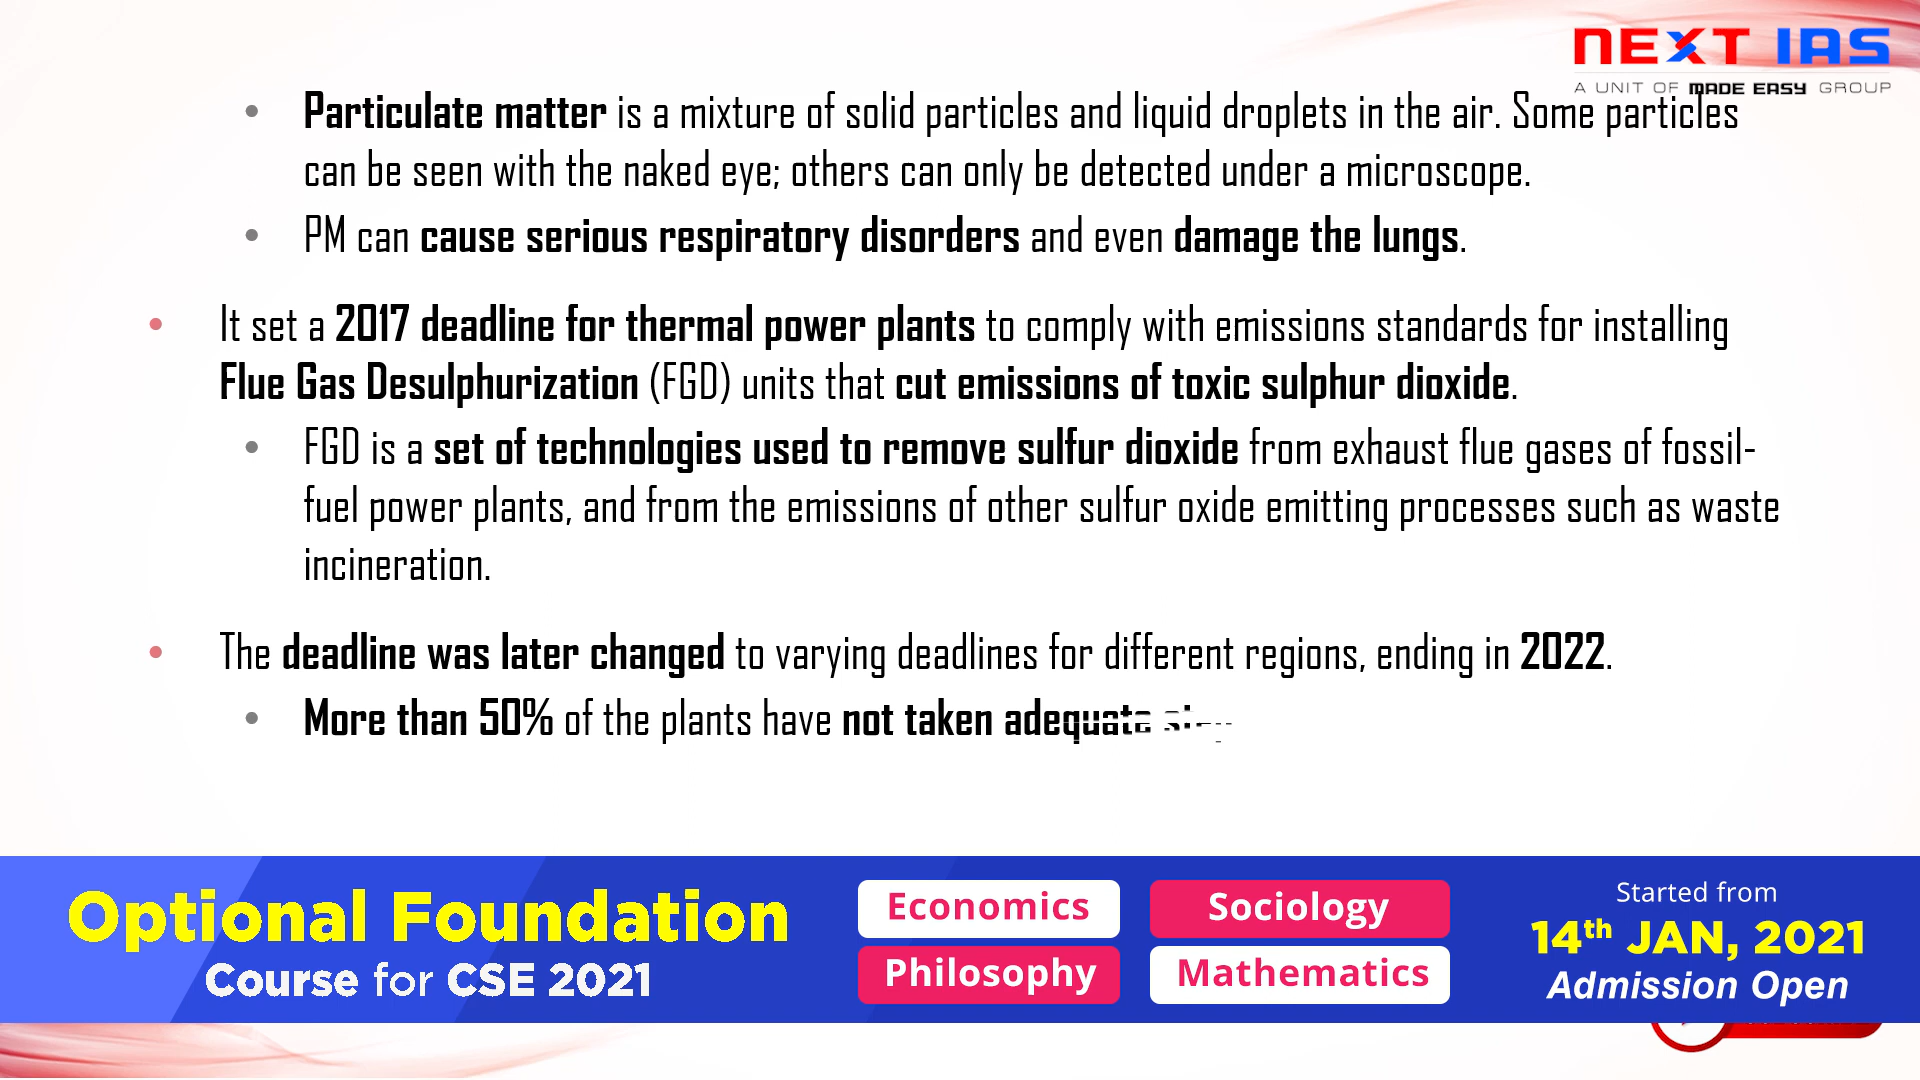 NEXT IAS
A UNIT OF MADE EASY GROUP
• Particulate matter is a mixture of solid particles and liquid droplets in the air. Some particles
can be seen with the naked eye; others can only be detected under a microscope.
• PM can cause serious respiratory disorders and even damage the lungs.
• It set a 2017 deadline for thermal power plants to comply with emissions standards for installing
Flue Gas Desulphurization (FGD) units that cut emissions of toxic sulphur dioxide.
• FGD is a set of technologies used to remove sulfur dioxide from exhaust flue gases of fossil-
fuel power plants, and from the emissions of other sulfur oxide emitting processes such as waste
incineration.
• The deadline was later changed to varying deadlines for different regions, ending in 2022.
• More than 50% of the plants have not taken adequate
Optional Foundation
Course for CSE 2021
Economics
Sociology
Philosophy
Mathematics
Started from
14th JAN, 2021
Admission Open